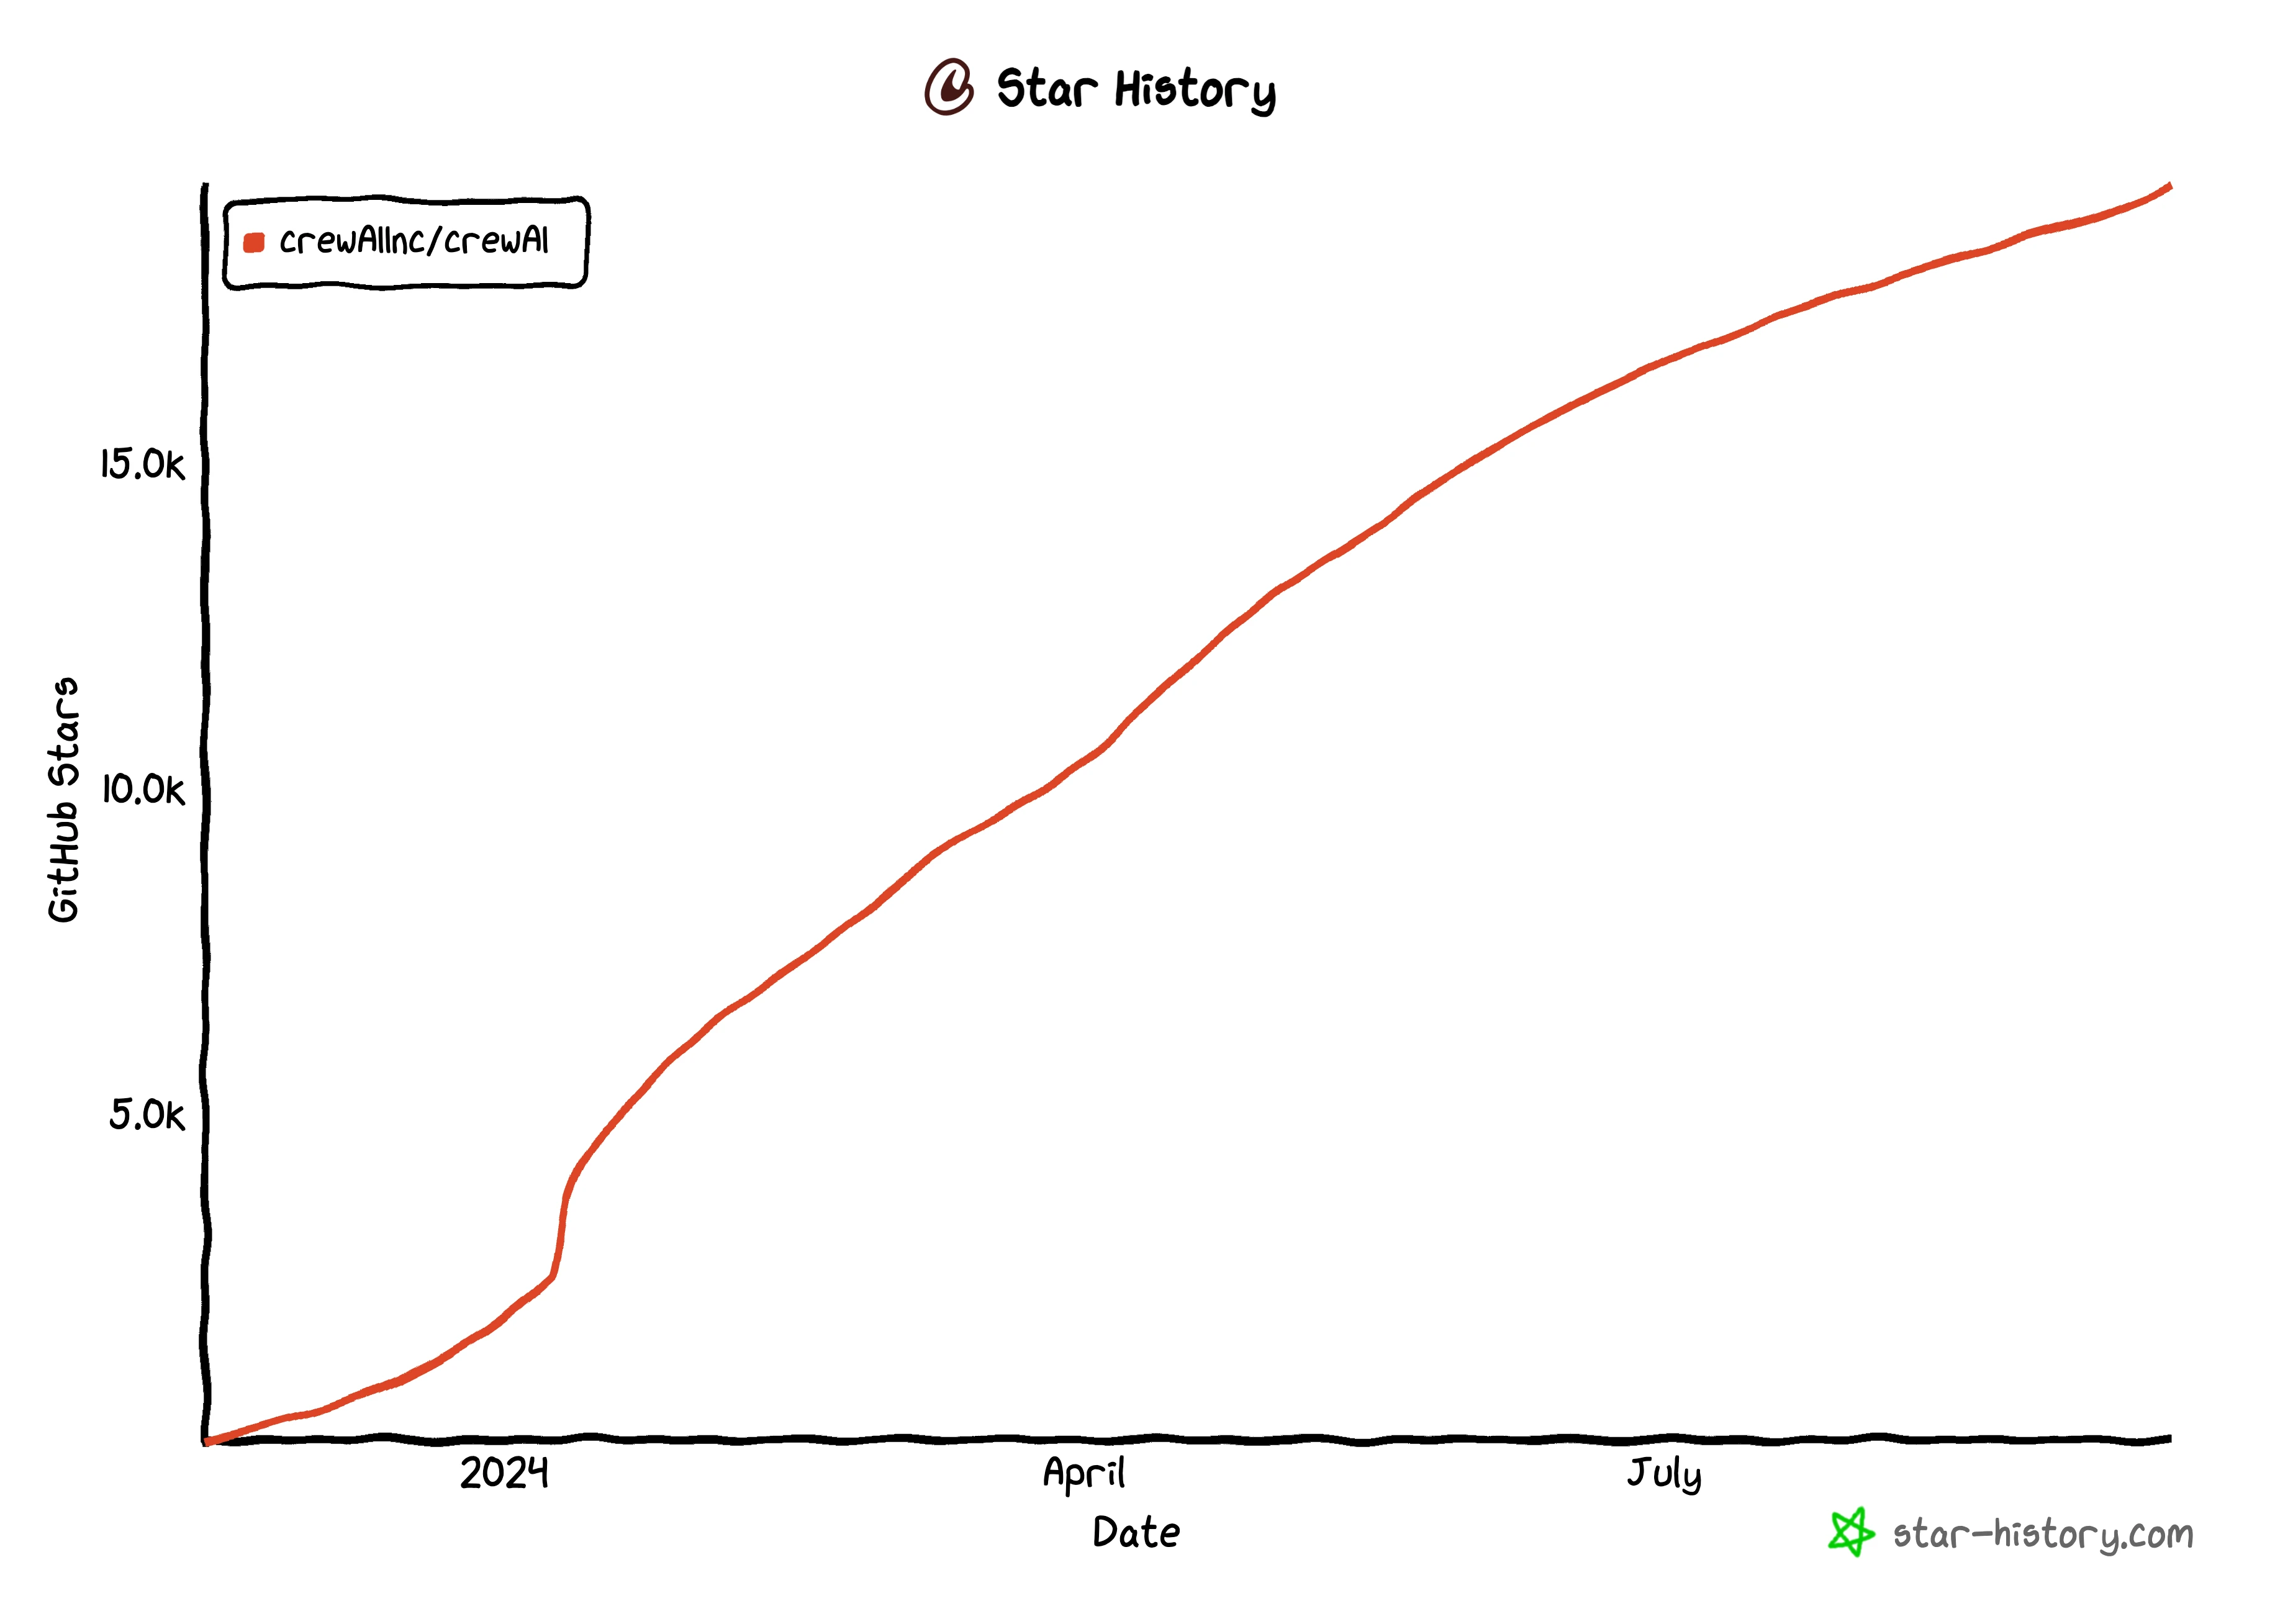 Star History
crewAIInc/crewAI
15.0k
10.0k
5.0k
GitHub Stars
2024
April
July
Date
star-history.com